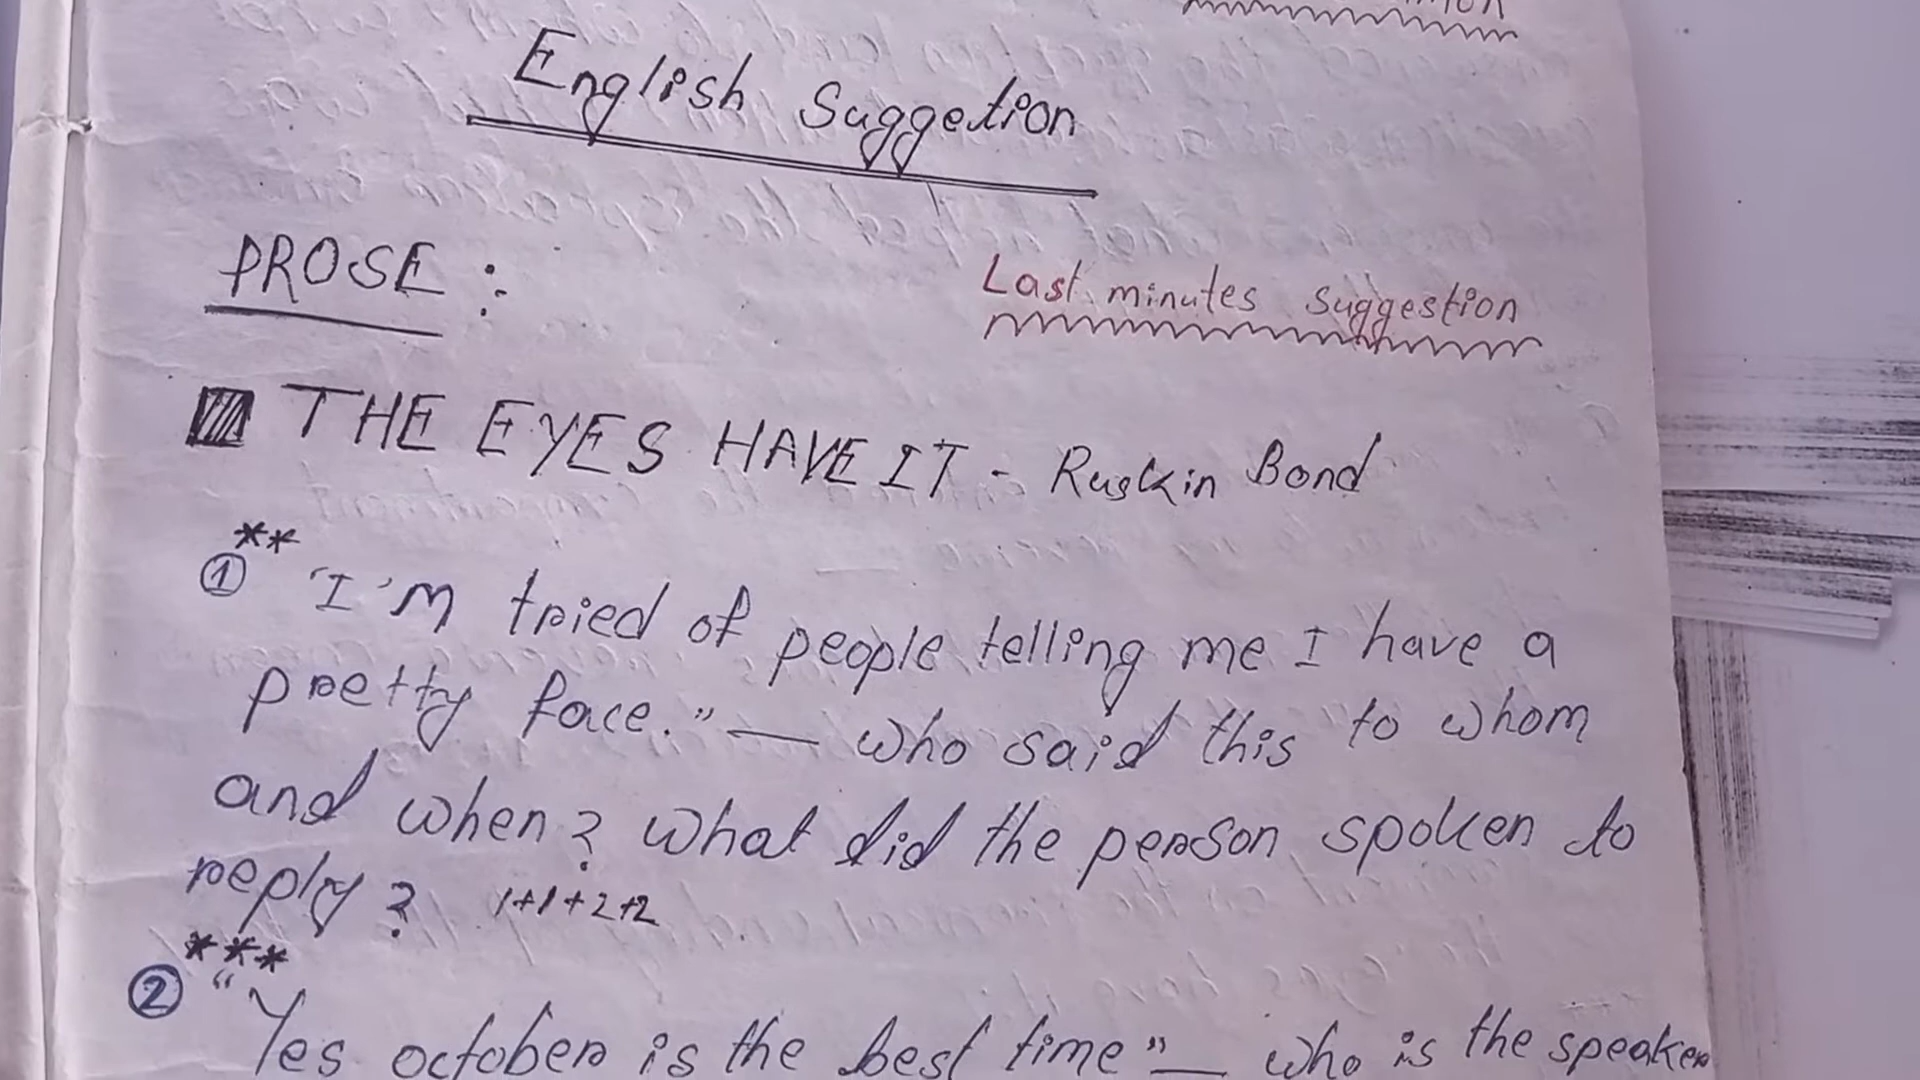 English Suggetion
PROSE :
Last minutes suggestion
THE EYES HAVE IT - Ruskin Bond
**
① "I'm tried of people telling me I have a
pretty face." — who said this to whom
and when? What did the person spoken to
reply? 1+1+2+2
***
② "Yes october is the best time" — who is the speaker